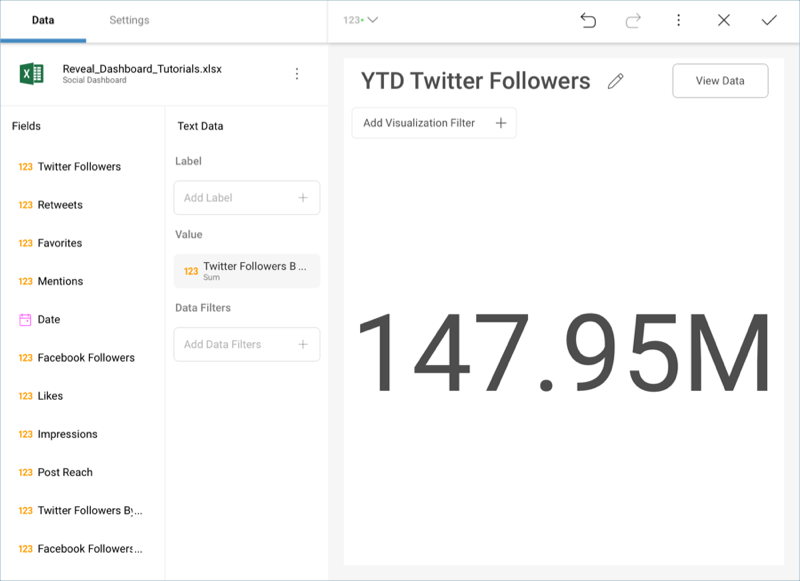 Data
Settings
123
Reveal_Dashboard_Tutorials.xlsx
Social Dashboard
Fields
123 Twitter Followers
123 Retweets
123 Favorites
123 Mentions
Date
123 Facebook Followers
123 Likes
123 Impressions
123 Post Reach
123 Twitter Followers By...
123 Facebook Followers...
Text Data
Label
Add Label
Value
123 Twitter Followers B ...
Sum
Data Filters
Add Data Filters
YTD Twitter Followers
View Data
Add Visualization Filter
147.95M